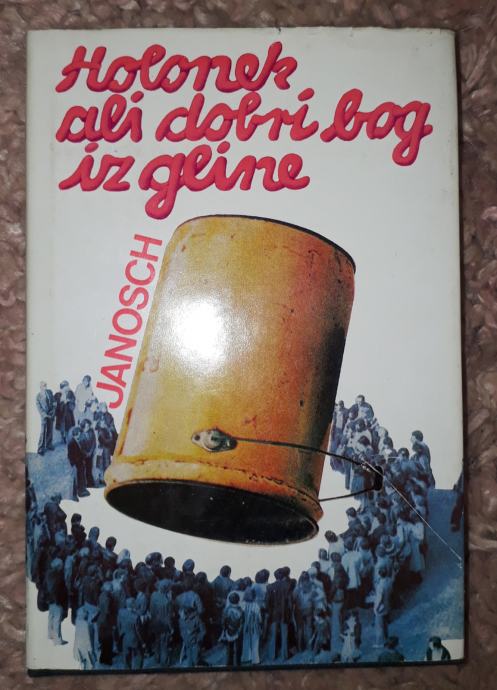 Holonek
ali dobri bog
iz gline
JANOSCH